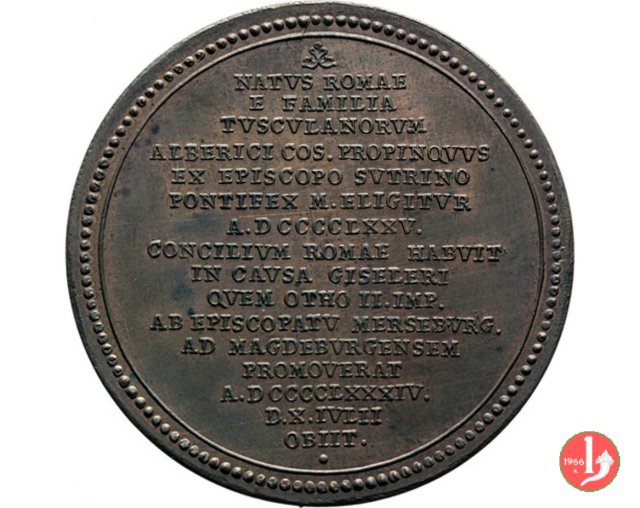 NATVS ROMAE
E FAMILIA
TVSCVLANORVM
ALBERICI COS. PROPINQVVS
EX EPISCOPO SVTRINO
PONTIFEX M. ELIGITVR
A. D CCCCLXXV.
CONCILIVM ROMAE HABVIT
IN CAVSA GISELERI
QVEM OTHO II. IMP.
AB EPISCOPATV MERSEBVRG.
AD MAGDEBVRGENSEM
PROMOVERAT
A. D CCCCLXXXIV.
D. X. IVLII
OBIIT.
1966